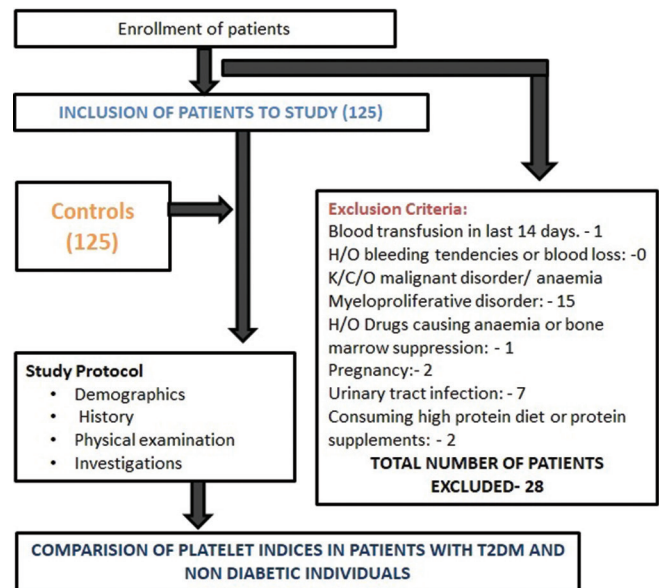 Enrollment of patients
INCLUSION OF PATIENTS TO STUDY (125)
Controls
(125)
Exclusion Criteria:
Blood transfusion in last 14 days. - 1
H/O bleeding tendencies or blood loss: -0
K/C/O malignant disorder/ anaemia
Myeloproliferative disorder: - 15
H/O Drugs causing anaemia or bone
marrow suppression: - 1
Pregnancy:- 2
Urinary tract infection: - 7
Consuming high protein diet or protein
supplements: - 2
TOTAL NUMBER OF PATIENTS
EXCLUDED- 28
Study Protocol
• Demographics
• History
• Physical examination
• Investigations
COMPARISION OF PLATELET INDICES IN PATIENTS WITH T2DM AND
NON DIABETIC INDIVIDUALS